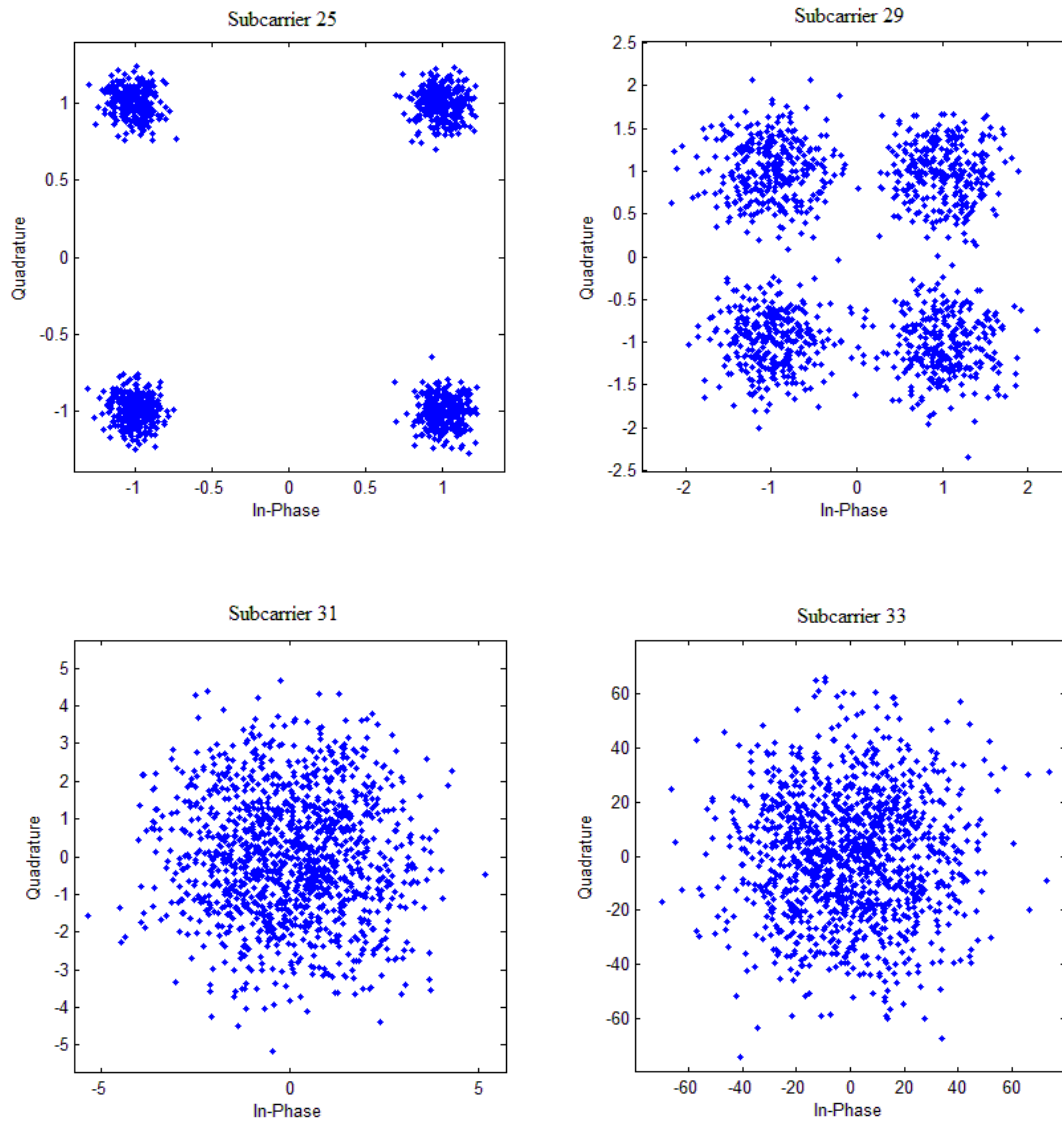 Subcarrier 25
1
0.5
0
-0.5
-1
-1 -0.5 0 0.5 1
In-Phase
Quadrature
Subcarrier 29
2.5
2
1.5
1
0.5
0
-0.5
-1
-1.5
-2
-2.5
-2 -1 0 1 2
In-Phase
Quadrature
Subcarrier 31
5
4
3
2
1
0
-1
-2
-3
-4
-5
-5 0 5
In-Phase
Quadrature
Subcarrier 33
60
40
20
0
-20
-40
-60
-60 -40 -20 0 20 40 60
In-Phase
Quadrature